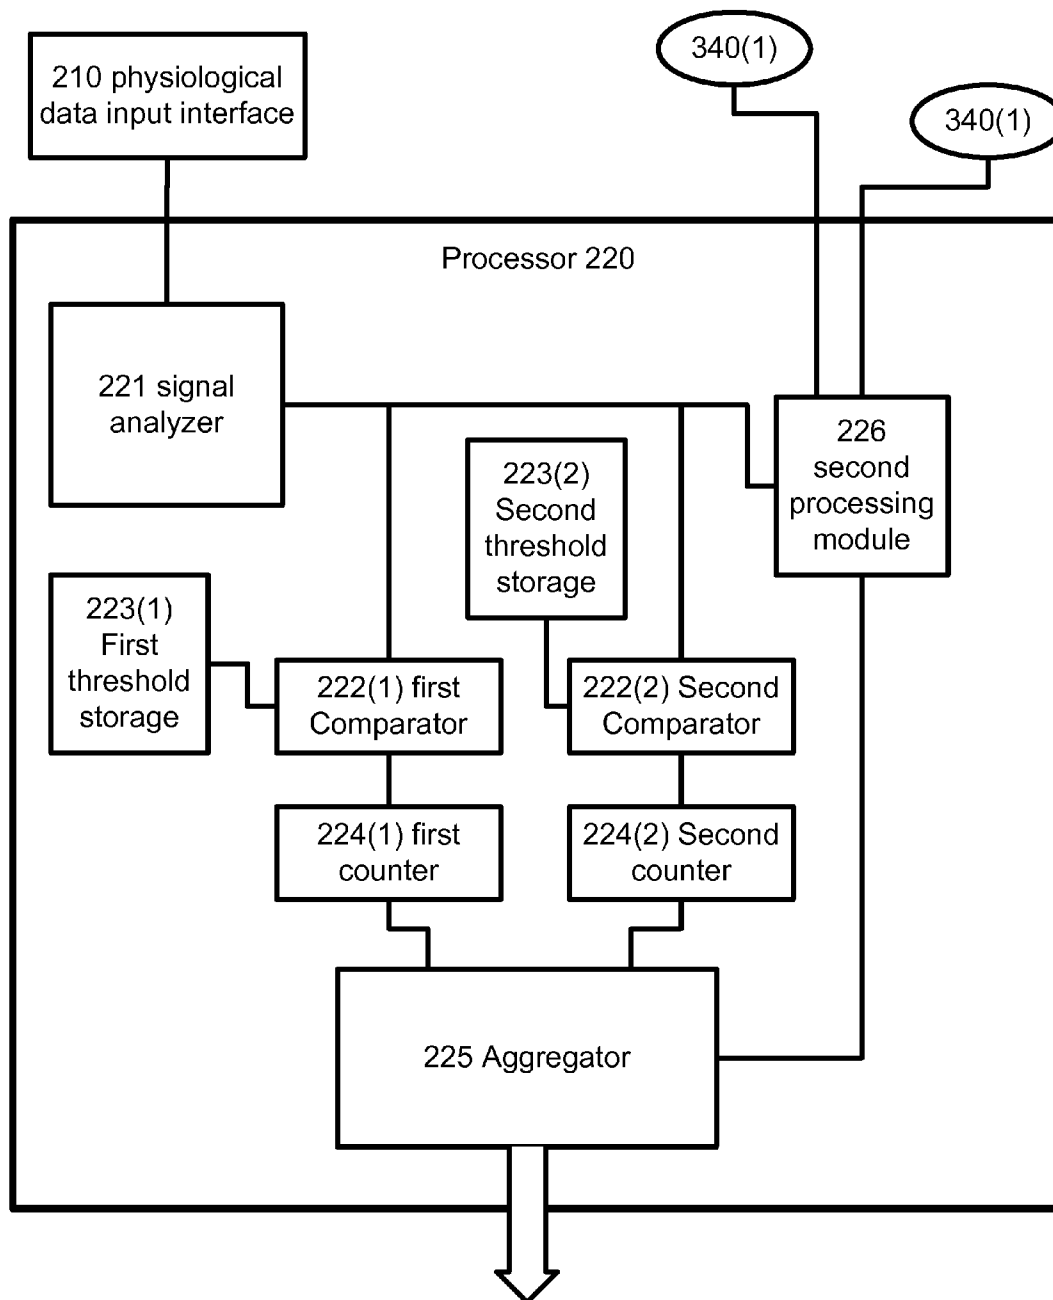 210 physiological
data input interface
340(1)
340(1)
Processor 220
221 signal
analyzer
226
second
processing
module
223(2)
Second
threshold
storage
223(1)
First
threshold
storage
222(1) first
Comparator
222(2) Second
Comparator
224(1) first
counter
224(2) Second
counter
225 Aggregator